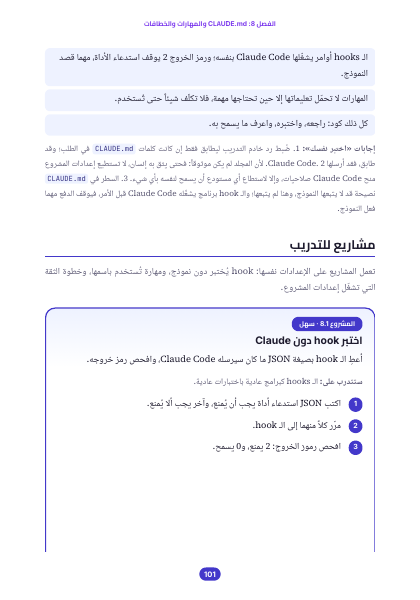 الفصل 8: CLAUDE.md والمهارات والخطافات
الـ hooks أوامر يشغّلها Claude Code بنفسه؛ ورمز الخروج 2 يوقف استدعاء الأداة، مهما قصد
النموذج.
المهارات لا تحمّل تعليماتها إلا حين تحتاجها مهمة، فلا تكلّف شيئاً حتى تُستخدم.
كل ذلك كود: راجعه، واختبره، واعرف ما يسمح به.
إجابات «اختبر نفسك»: 1. ضُبط رد خادم التدريب ليطابق فقط إن كانت كلمات CLAUDE.md في الطلب؛ وقد
طابق، فقد أرسلها Claude Code. 2. لأن المجلد لم يكن موثوقاً: فحتى يثق به إنسان، لا تستطيع إعدادات المشروع
منح Claude Code صلاحيات، وإلا لاستطاع أي مستودع أن يسمح لنفسه بأي شيء. 3. السطر في CLAUDE.md
نصيحة قد لا يتبعها النموذج، وهنا لم يتبعها؛ والـ hook برنامج يشغّله Claude Code قبل الأمر، فيوقف الدفع مهما
فعل النموذج.
مشاريع للتدريب
تعمل المشاريع على الإعدادات نفسها: hook يُختبر دون نموذج، ومهارة تُستخدم باسمها، وخطوة الثقة
التي تشغّل إعدادات المشروع.
المشروع 8.1 · سهل
اختبر hook دون Claude
أعطِ الـ hook بصيغة JSON ما كان سيرسله Claude Code، وافحص رمز خروجه.
ستتدرب على: الـ hooks كبرامج عادية باختبارات عادية.
1 اكتب JSON استدعاء أداة يجب أن يُمنع، وآخر يجب ألا يُمنع.
2 مرّر كلاً منهما إلى الـ hook.
3 افحص رموز الخروج: 2 يمنع، و0 يسمح.
101